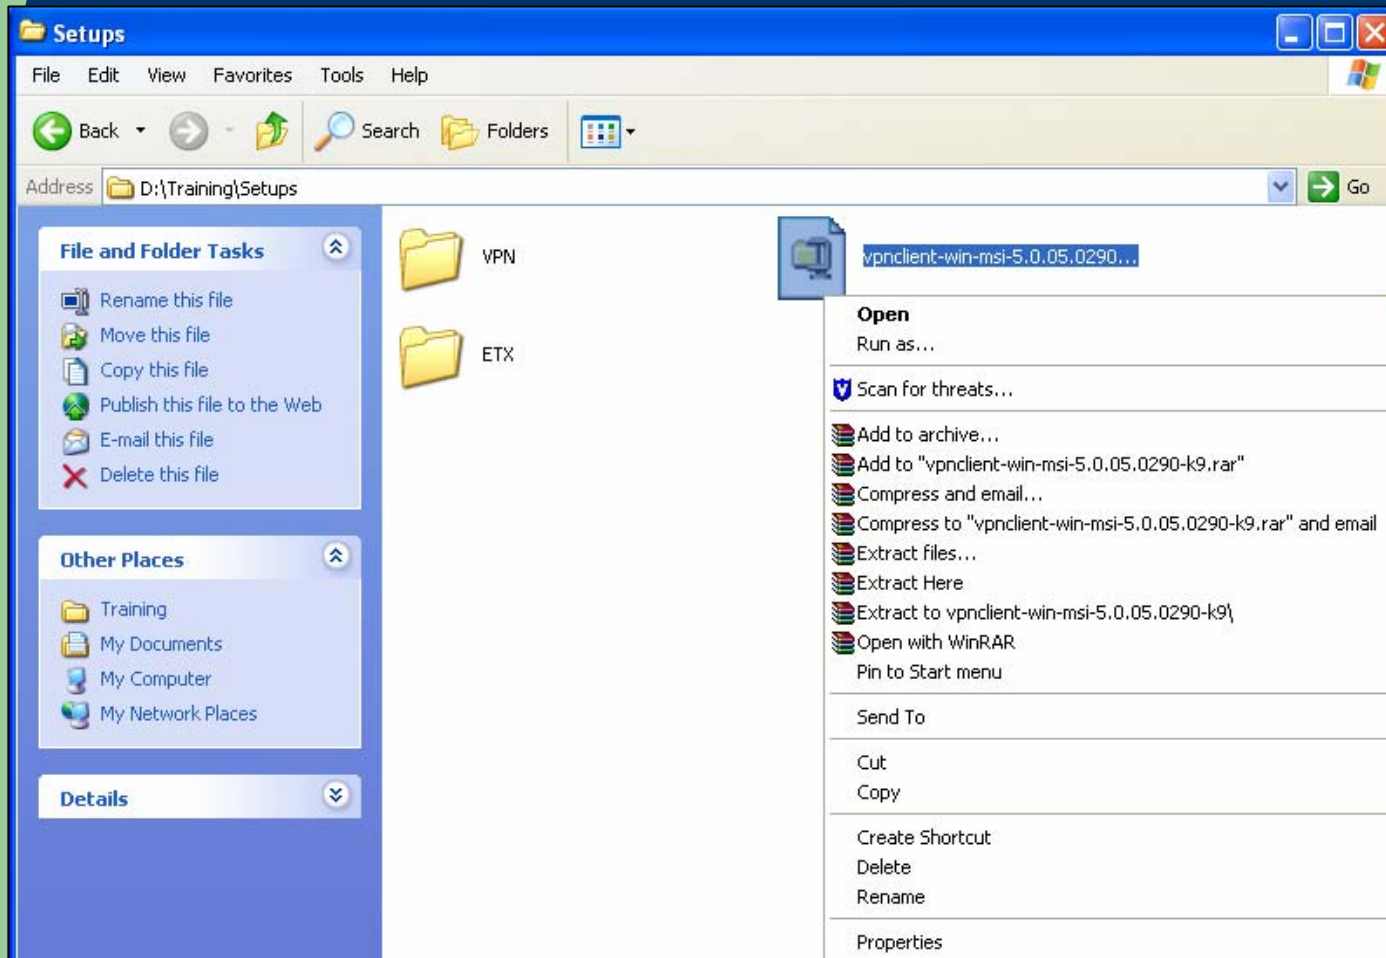 Setups
File Edit View Favorites Tools Help
Back Search Folders
Address D:\Training\Setups Go
File and Folder Tasks
Rename this file
Move this file
Copy this file
Publish this file to the Web
E-mail this file
Delete this file
Other Places
Training
My Documents
My Computer
My Network Places
Details
VPN
vpnclient-win-msi-5.0.05.0290...
ETX
Open
Run as...
Scan for threats...
Add to archive...
Add to "vpnclient-win-msi-5.0.05.0290-k9.rar"
Compress and email...
Compress to "vpnclient-win-msi-5.0.05.0290-k9.rar" and email
Extract files...
Extract Here
Extract to vpnclient-win-msi-5.0.05.0290-k9\
Open with WinRAR
Pin to Start menu
Send To
Cut
Copy
Create Shortcut
Delete
Rename
Properties